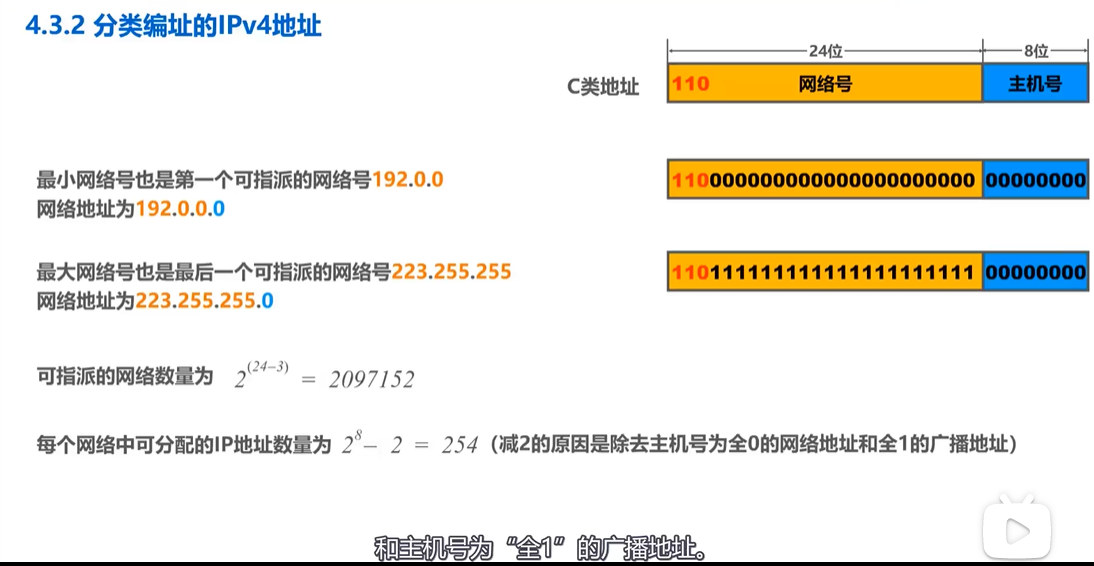 4.3.2 分类编址的IPv4地址
24位
8位
C类地址
110 网络号 主机号
最小网络号也是第一个可指派的网络号192.0.0
110000000000000000000000 00000000
网络地址为192.0.0.0
最大网络号也是最后一个可指派的网络号223.255.255
110111111111111111111111 00000000
网络地址为223.255.255.0
可指派的网络数量为 2^(24-3) = 2097152
每个网络中可分配的IP地址数量为 2^8 - 2 = 254（减2的原因是除去主机号为全0的网络地址和全1的广播地址）
和主机号为“全1”的广播地址。